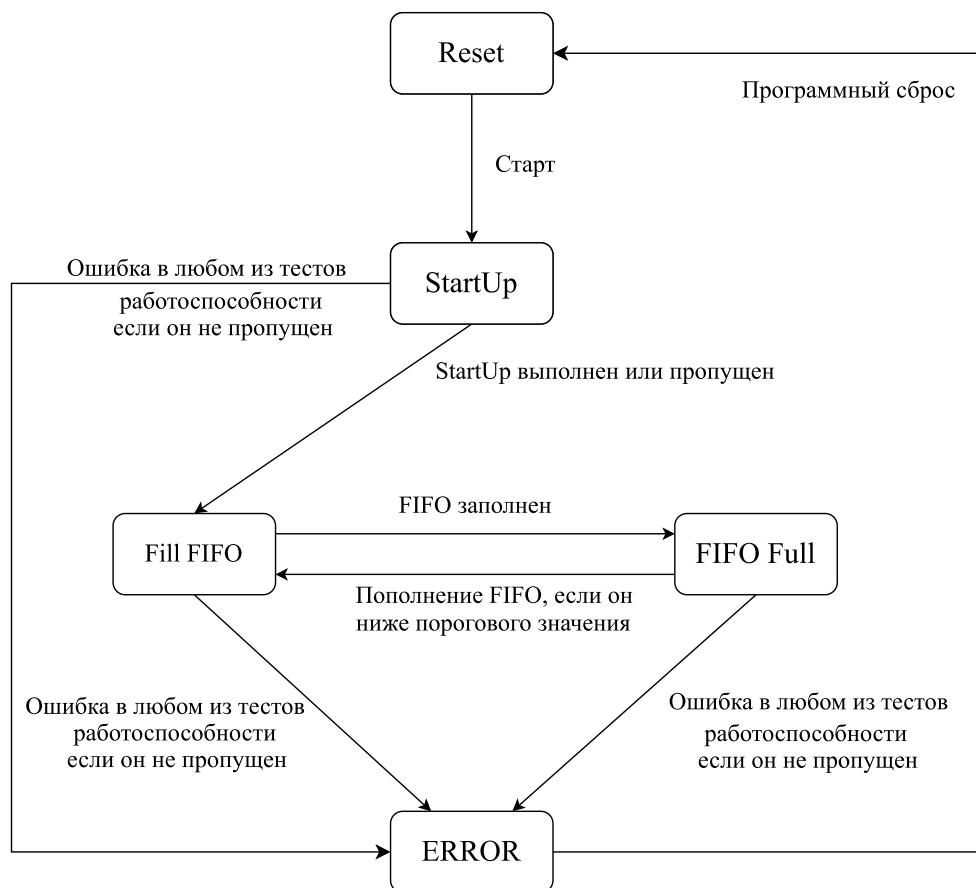 Reset
Программный сброс
Старт
Ошибка в любом из тестов
работоспособности
если он не пропущен
StartUp
StartUp выполнен или пропущен
FIFO заполнен
Fill FIFO
FIFO Full
Пополнение FIFO, если он
ниже порогового значения
Ошибка в любом из тестов
работоспособности
если он не пропущен
Ошибка в любом из тестов
работоспособности
если он не пропущен
ERROR